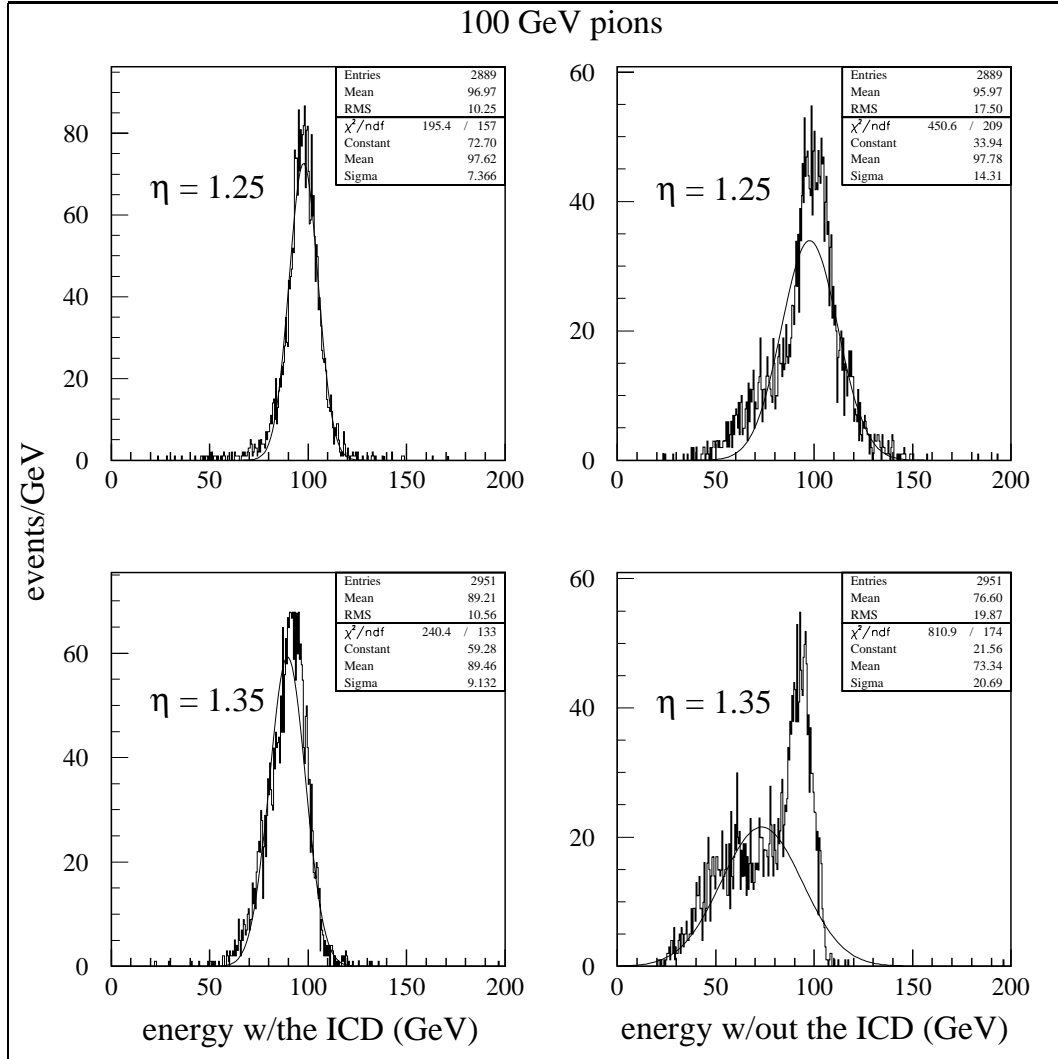 100 GeV pions
events/GeV
Entries 2889
Mean 96.97
RMS 10.25
χ²/ndf 195.4 / 157
Constant 72.70
Mean 97.62
Sigma 7.366
η = 1.25
80
60
40
20
0
0 50 100 150 200
Entries 2889
Mean 95.97
RMS 17.50
χ²/ndf 450.6 / 209
Constant 33.94
Mean 97.78
Sigma 14.31
η = 1.25
60
40
20
0
0 50 100 150 200
Entries 2951
Mean 89.21
RMS 10.56
χ²/ndf 240.4 / 133
Constant 59.28
Mean 89.46
Sigma 9.132
η = 1.35
60
40
20
0
0 50 100 150 200
energy w/the ICD (GeV)
Entries 2951
Mean 76.60
RMS 19.87
χ²/ndf 810.9 / 174
Constant 21.56
Mean 73.34
Sigma 20.69
η = 1.35
60
40
20
0
0 50 100 150 200
energy w/out the ICD (GeV)